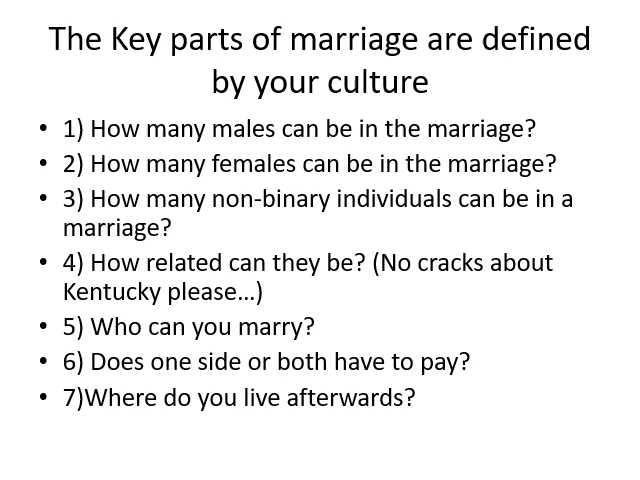 The Key parts of marriage are defined
by your culture
• 1) How many males can be in the marriage?
• 2) How many females can be in the marriage?
• 3) How many non-binary individuals can be in a
marriage?
• 4) How related can they be? (No cracks about
Kentucky please…)
• 5) Who can you marry?
• 6) Does one side or both have to pay?
• 7)Where do you live afterwards?